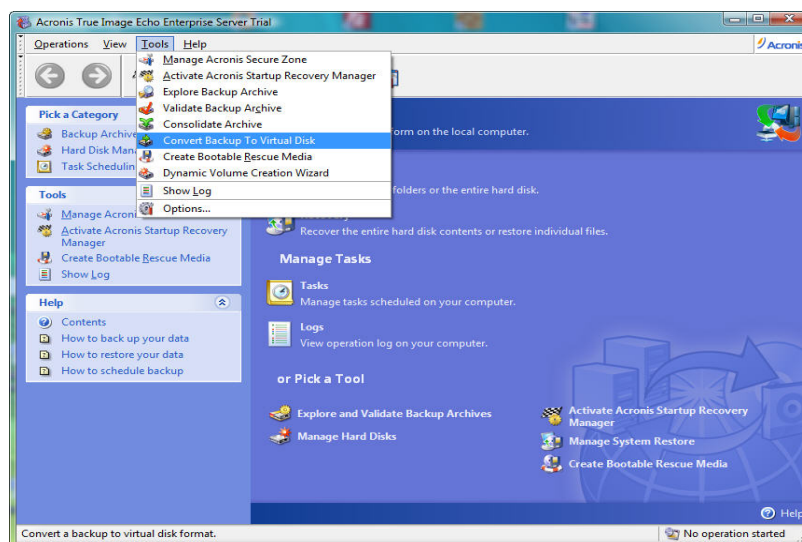 Acronis True Image Echo Enterprise Server Trial
Operations View Tools Help
Acronis
Manage Acronis Secure Zone
Activate Acronis Startup Recovery Manager
Explore Backup Archive
Validate Backup Archive
Consolidate Archive
Convert Backup To Virtual Disk
Create Bootable Rescue Media
Dynamic Volume Creation Wizard
Show Log
Options...
Pick a Category
Backup Archive
Hard Disk Man
Task Schedulin
Tools
Manage Acroni
Activate Acronis Startup Recovery
Manager
Create Bootable Rescue Media
Show Log
Help
Contents
How to back up your data
How to restore your data
How to schedule backup
form on the local computer.
folders or the entire hard disk.
Recovery
Recover the entire hard disk contents or restore individual files.
Manage Tasks
Tasks
Manage tasks scheduled on your computer.
Logs
View operation log on your computer.
or Pick a Tool
Explore and Validate Backup Archives
Manage Hard Disks
Activate Acronis Startup Recovery
Manager
Manage System Restore
Create Bootable Rescue Media
Help
Convert a backup to virtual disk format.
No operation started